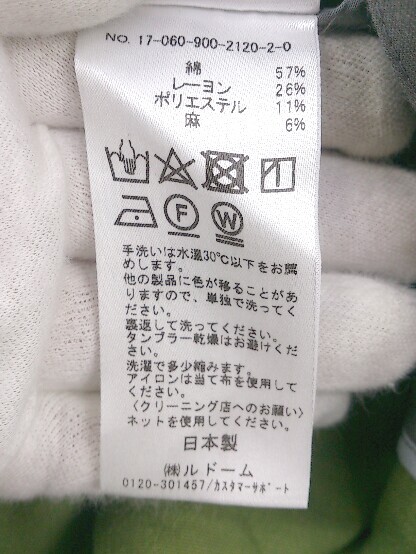 NO. 17-060-900-2120-2-0
綿 57%
レーヨン 26%
ポリエステル 11%
麻 6%
F W
手洗いは水温30℃以下をお薦
めします。
他の製品に色が移ることがあ
りますので、単独で洗ってく
ださい。
裏返して洗ってください。
タンブラー乾燥はお避けくだ
さい。
洗濯で多少縮みます。
アイロンは当て布を使用して
ください。
〈クリーニング店へのお願い〉
ネットを使用してください。
日本製
㈱ルドーム
0120-301457/カスタマーサポート